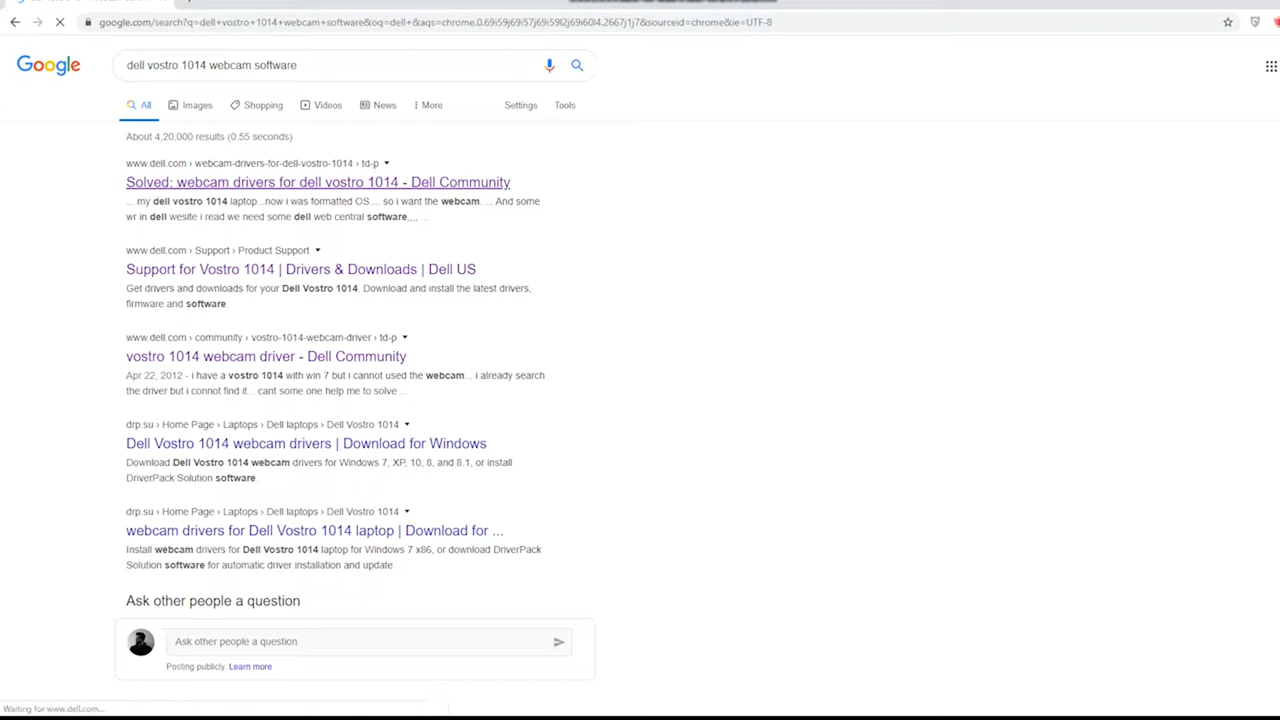 google.com/search?q=dell+vostro+1014+webcam+software&oq=dell+&aqs=chrome.0.69i59j69i57j69i59l2j69i60l4.2667j1j7&sourceid=chrome&ie=UTF-8
Google
dell vostro 1014 webcam software
All Images Shopping Videos News More Settings Tools
About 4,20,000 results (0.55 seconds)
www.dell.com › webcam-drivers-for-dell-vostro-1014 › td-p
Solved: webcam drivers for dell vostro 1014 - Dell Community
... my dell vostro 1014 laptop...now i was formatted OS.... so i want the webcam. ... And some
wr in dell wesite i read we need some dell web central software,,,, ...
www.dell.com › Support › Product Support
Support for Vostro 1014 | Drivers & Downloads | Dell US
Get drivers and downloads for your Dell Vostro 1014. Download and install the latest drivers,
firmware and software.
www.dell.com › community › vostro-1014-webcam-driver › td-p
vostro 1014 webcam driver - Dell Community
Apr 22, 2012 - i have a vostro 1014 with win 7 but i cannot used the webcam... i already search
the driver but i connot find it... cant some one help me to solve ...
drp.su › Home Page › Laptops › Dell laptops › Dell Vostro 1014
Dell Vostro 1014 webcam drivers | Download for Windows
Download Dell Vostro 1014 webcam drivers for Windows 7, XP, 10, 8, and 8.1, or install
DriverPack Solution software.
drp.su › Home Page › Laptops › Dell laptops › Dell Vostro 1014
webcam drivers for Dell Vostro 1014 laptop | Download for ...
Install webcam drivers for Dell Vostro 1014 laptop for Windows 7 x86, or download DriverPack
Solution software for automatic driver installation and update.
Ask other people a question
Ask other people a question
Posting publicly. Learn more
Waiting for www.dell.com...